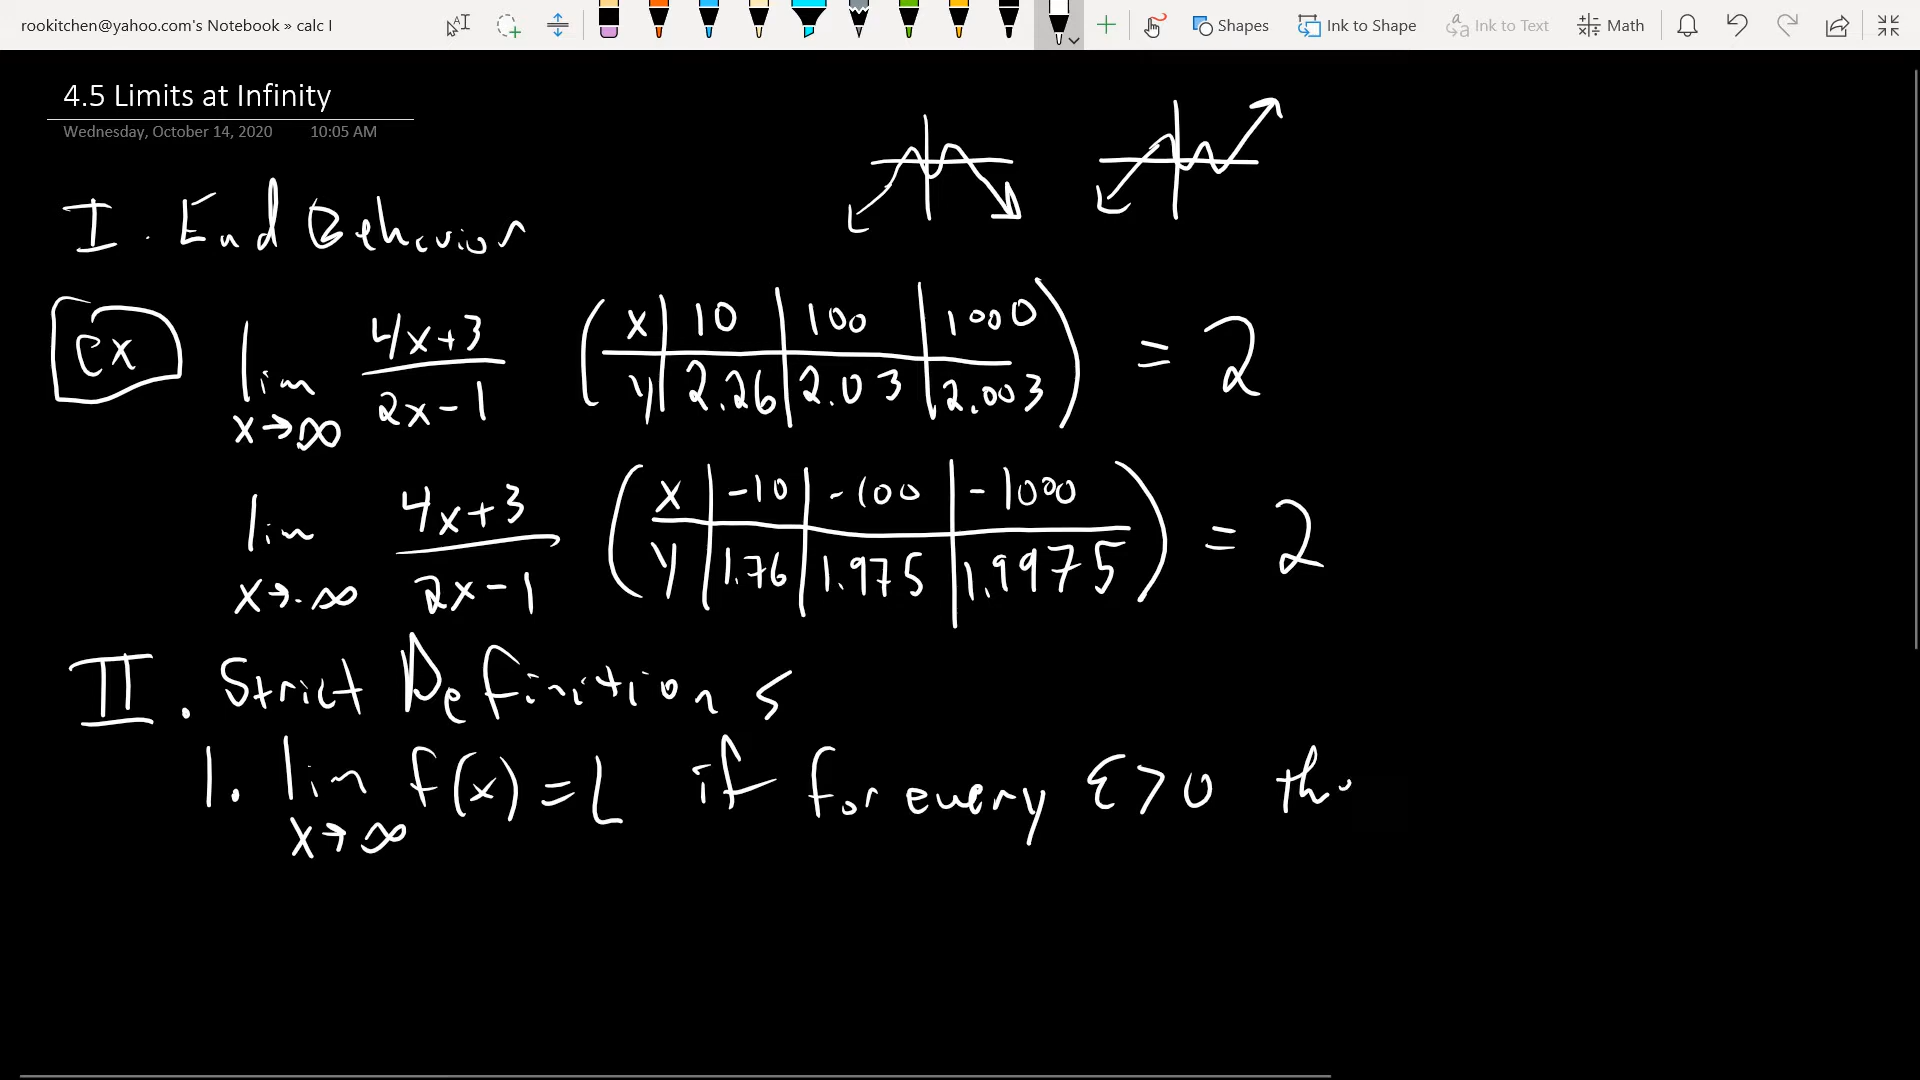 rookitchen@yahoo.com's Notebook » calc I
Shapes Ink to Shape Ink to Text Math
4.5 Limits at Infinity
Wednesday, October 14, 2020 10:05 AM
I. End Behavior
ex lim x→∞ 4x+3 / 2x-1 ( x | 10 | 100 | 1000 ) = 2
y | 2.26 | 2.03 | 2.003
lim x→-∞ 4x+3 / 2x-1 ( x | -10 | -100 | -1000 ) = 2
y | 1.76 | 1.975 | 1.9975
II. Strict Definitions
1. lim x→∞ f(x) = L if for every ε>0